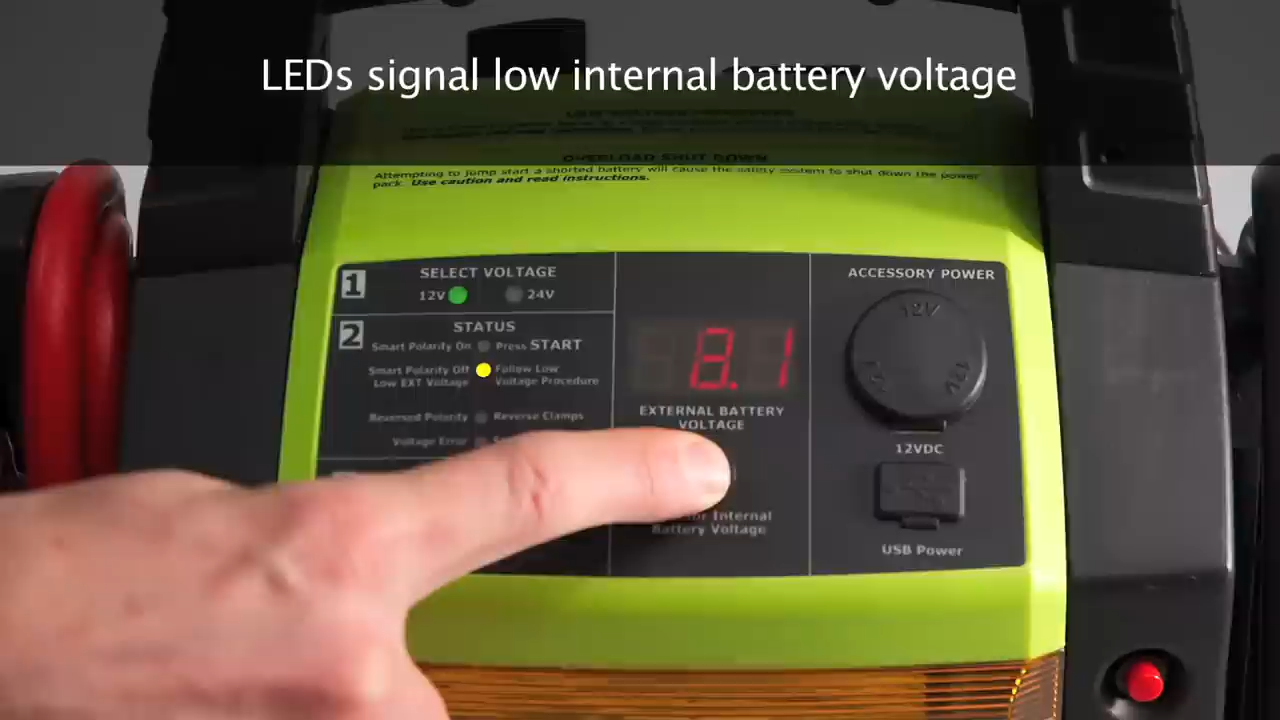 LEDs signal low internal battery voltage
OVERLOAD SHUT DOWN
Attempting to jump start a shorted battery will cause the safety system to shut down the power
pack. Use caution and read instructions.
1
SELECT VOLTAGE
12V 24V
2
STATUS
Smart Polarity On Press START
Smart Polarity Off Follow Low
Low EXT Voltage Voltage Procedure
Reversed Polarity Reverse Clamps
Voltage Error
3.1
EXTERNAL BATTERY
VOLTAGE
for Internal
Battery Voltage
ACCESSORY POWER
12V
12V
12V
12VDC
USB Power